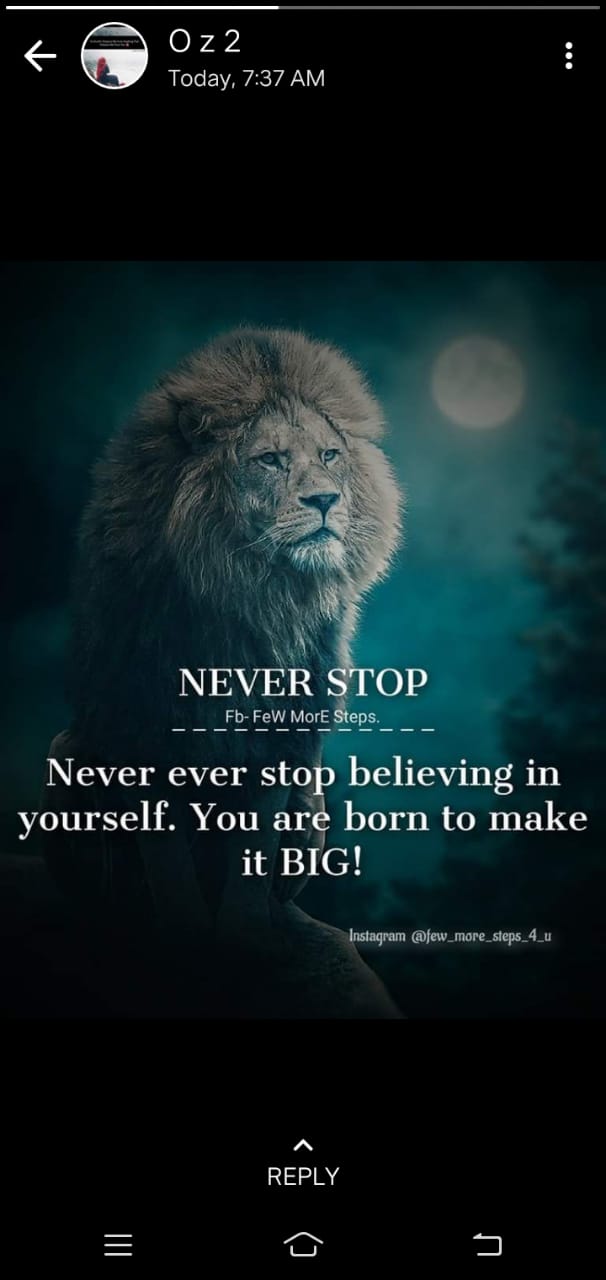 O z 2
Today, 7:37 AM
NEVER STOP
Fb- FeW MorE Steps.
Never ever stop believing in
yourself. You are born to make
it BIG!
Instagram @few_more_steps_4_u
REPLY